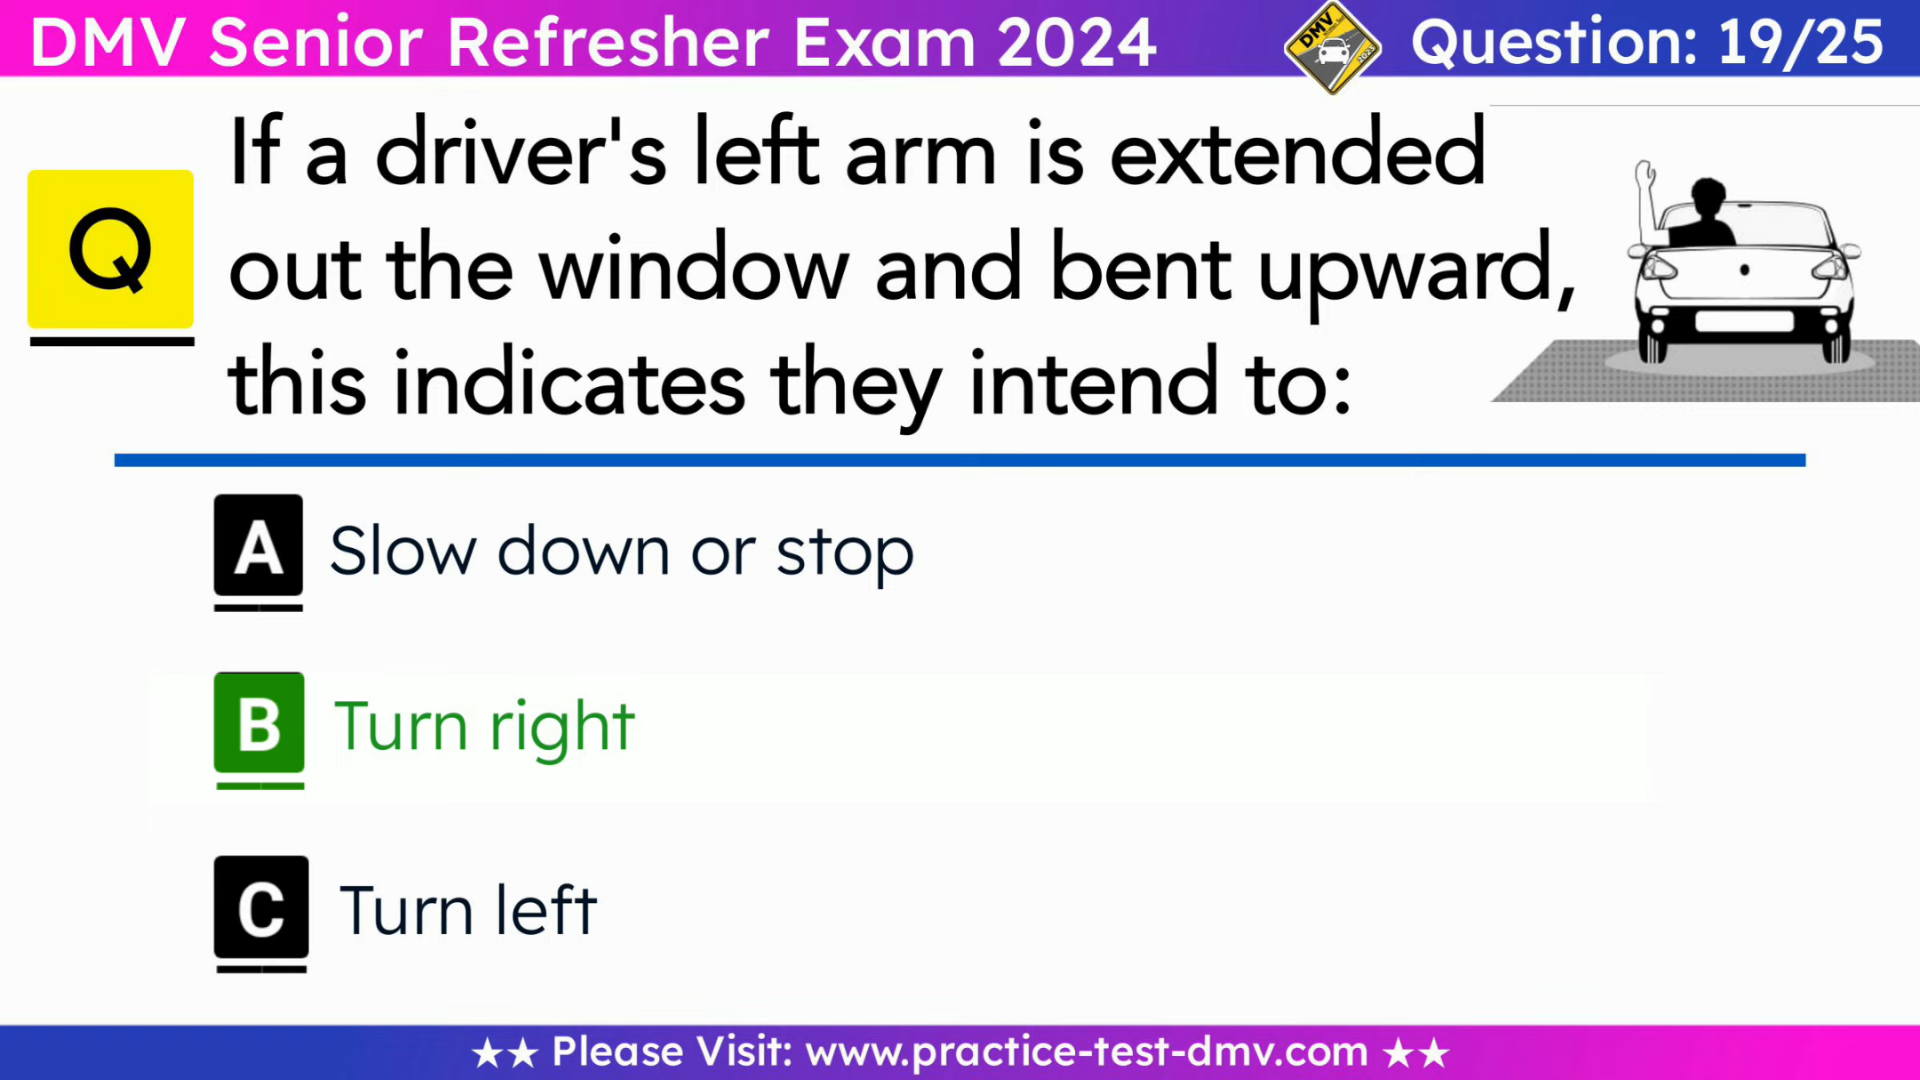 DMV Senior Refresher Exam 2024
DMV
2023
Question: 19/25
Q
If a driver's left arm is extended
out the window and bent upward,
this indicates they intend to:
A Slow down or stop
B Turn right
C Turn left
★★ Please Visit: www.practice-test-dmv.com ★★